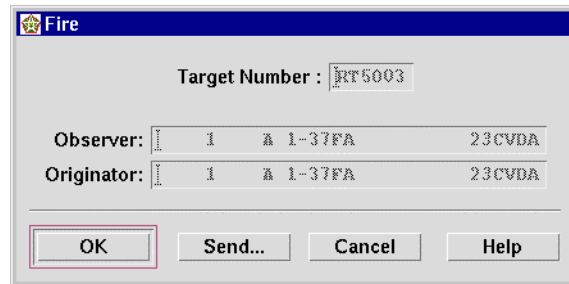 Fire
Target Number : RT5003
Observer: 1 A 1-37FA 23CVDA
Originator: 1 A 1-37FA 23CVDA
OK Send... Cancel Help